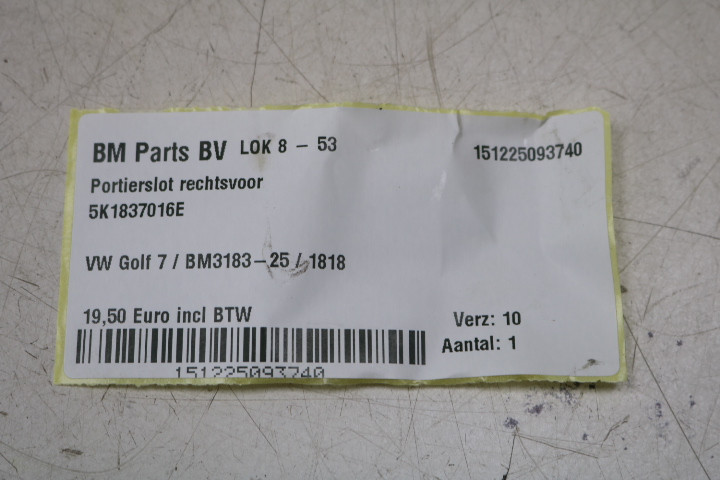 BM Parts BV LOK 8 - 53 151225093740
Portierslot rechtsvoor
5K1837016E
VW Golf 7 / BM3183-25 / 1818
19,50 Euro incl BTW Verz: 10
Aantal: 1
151225093740